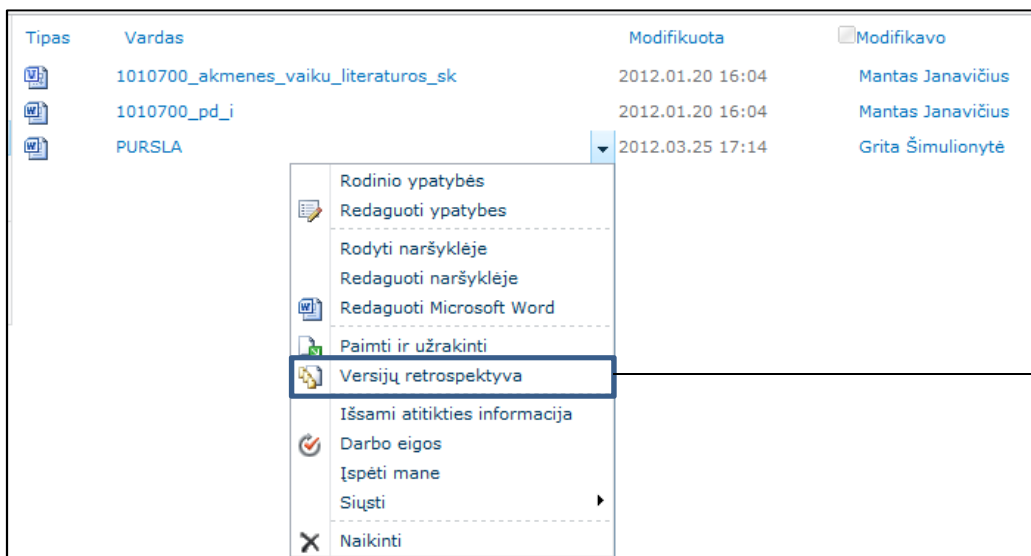 Tipas Vardas Modifikuota Modifikavo
1010700_akmenes_vaiku_literaturos_sk 2012.01.20 16:04 Mantas Janavičius
1010700_pd_i 2012.01.20 16:04 Mantas Janavičius
PURSLA 2012.03.25 17:14 Grita Šimulionytė
Rodinio ypatybės
Redaguoti ypatybes
Rodyti naršyklėje
Redaguoti naršyklėje
Redaguoti Microsoft Word
Paimti ir užrakinti
Versijų retrospektyva
Išsami atitikties informacija
Darbo eigos
Įspėti mane
Siųsti
Naikinti